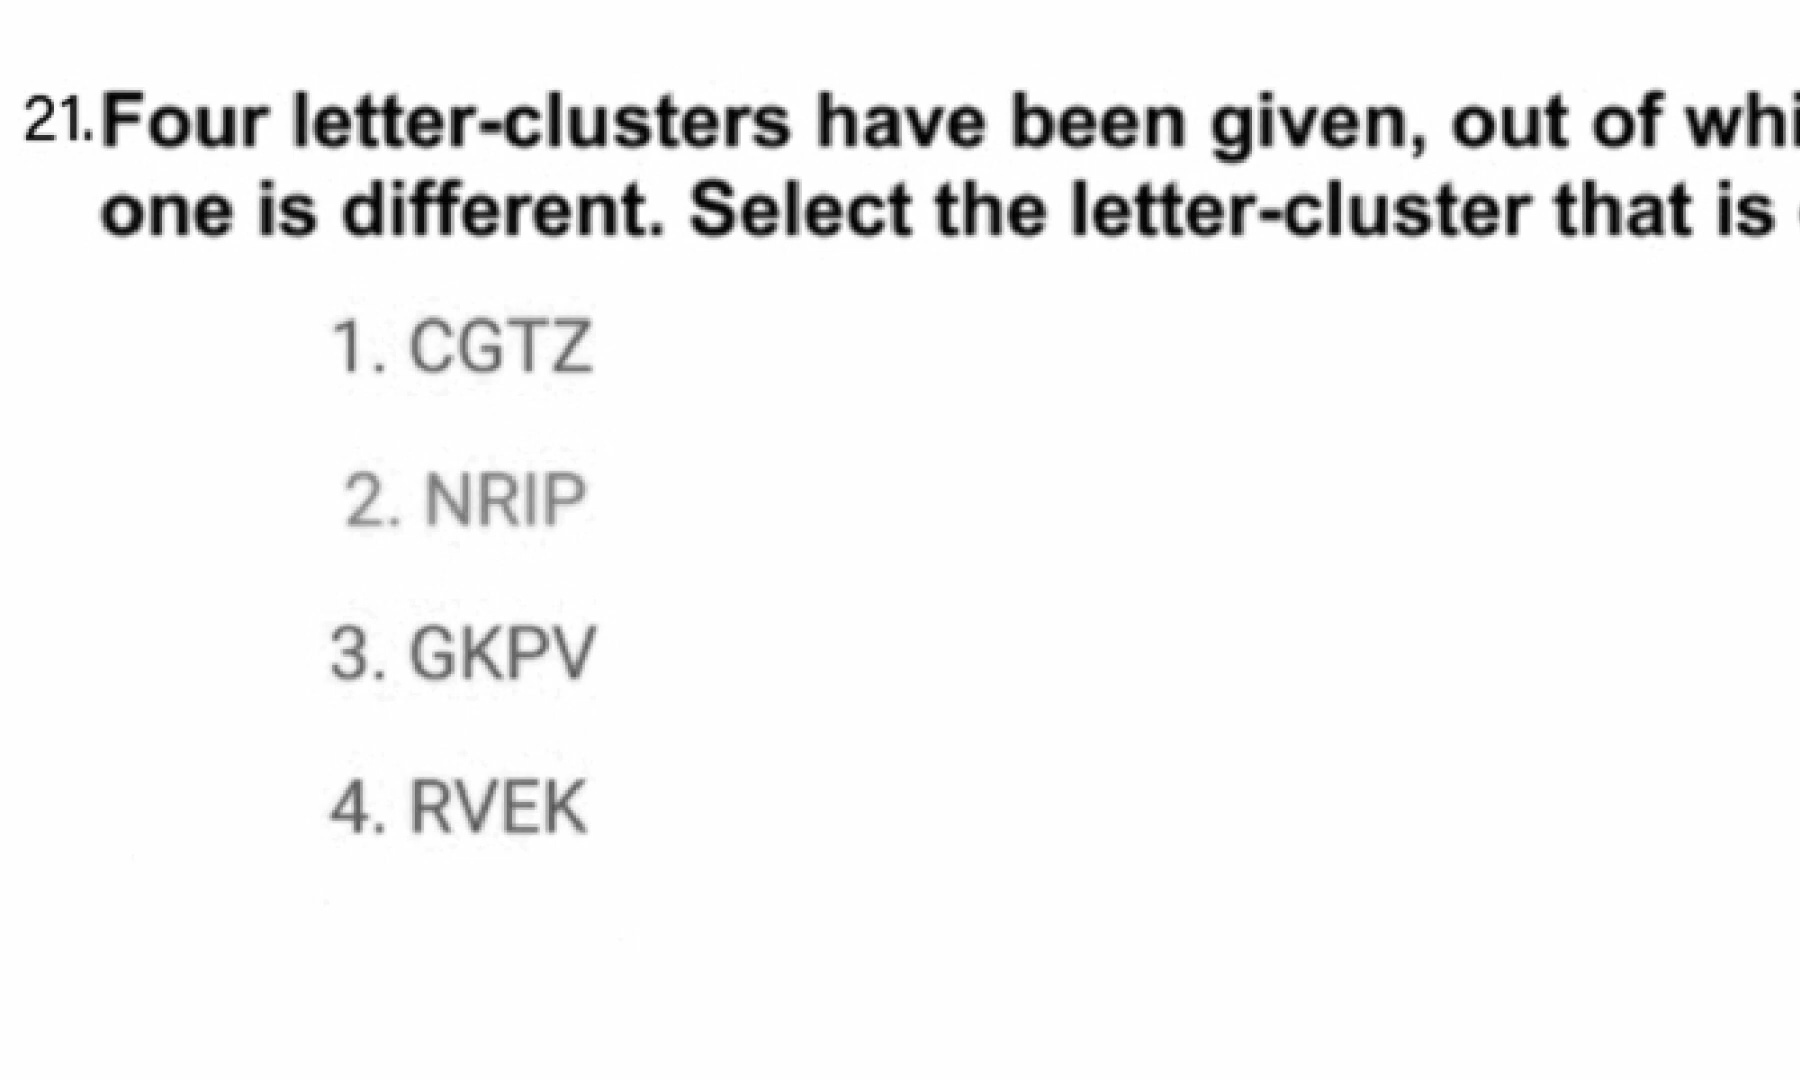 21.Four letter-clusters have been given, out of whi
one is different. Select the letter-cluster that is
1. CGTZ
2. NRIP
3. GKPV
4. RVEK